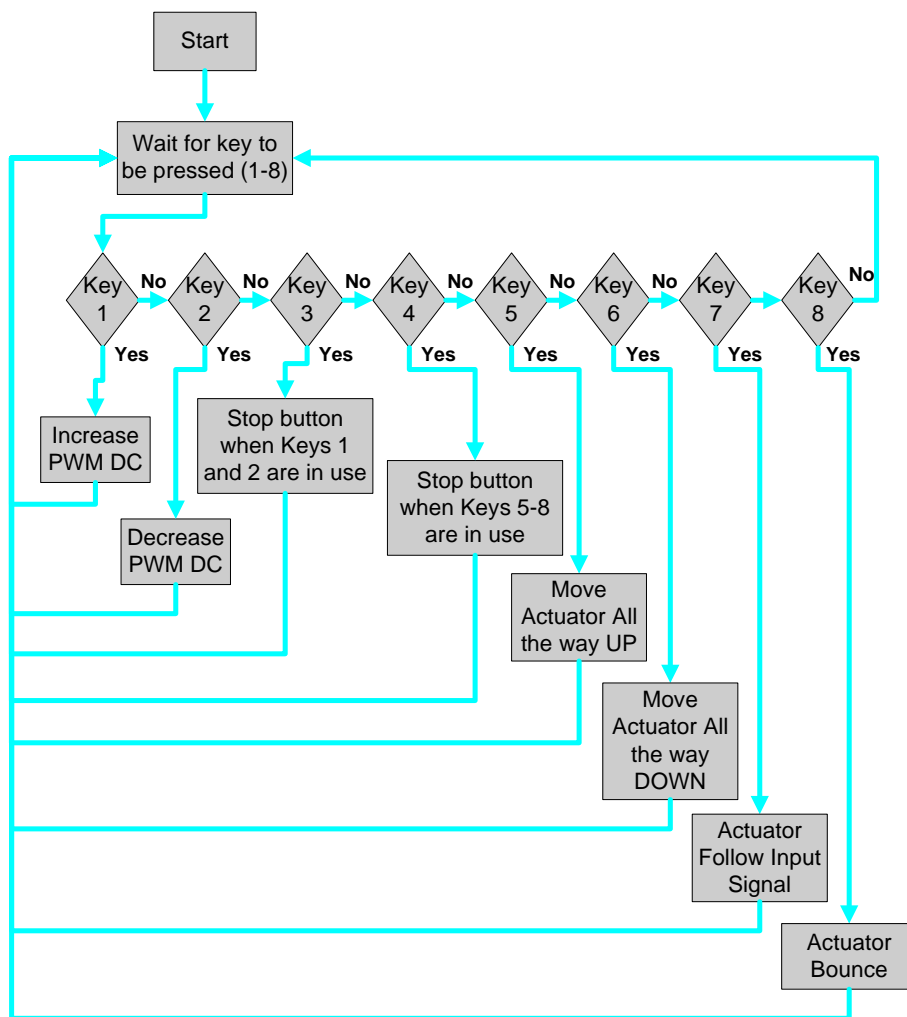 Start
Wait for key to
be pressed (1-8)
Key
1
No
Key
2
No
Key
3
No
Key
4
No
Key
5
No
Key
6
No
Key
7
Key
8
No
Yes
Yes
Yes
Yes
Yes
Yes
Yes
Yes
Increase
PWM DC
Decrease
PWM DC
Stop button
when Keys 1
and 2 are in use
Stop button
when Keys 5-8
are in use
Move
Actuator All
the way UP
Move
Actuator All
the way
DOWN
Actuator
Follow Input
Signal
Actuator
Bounce